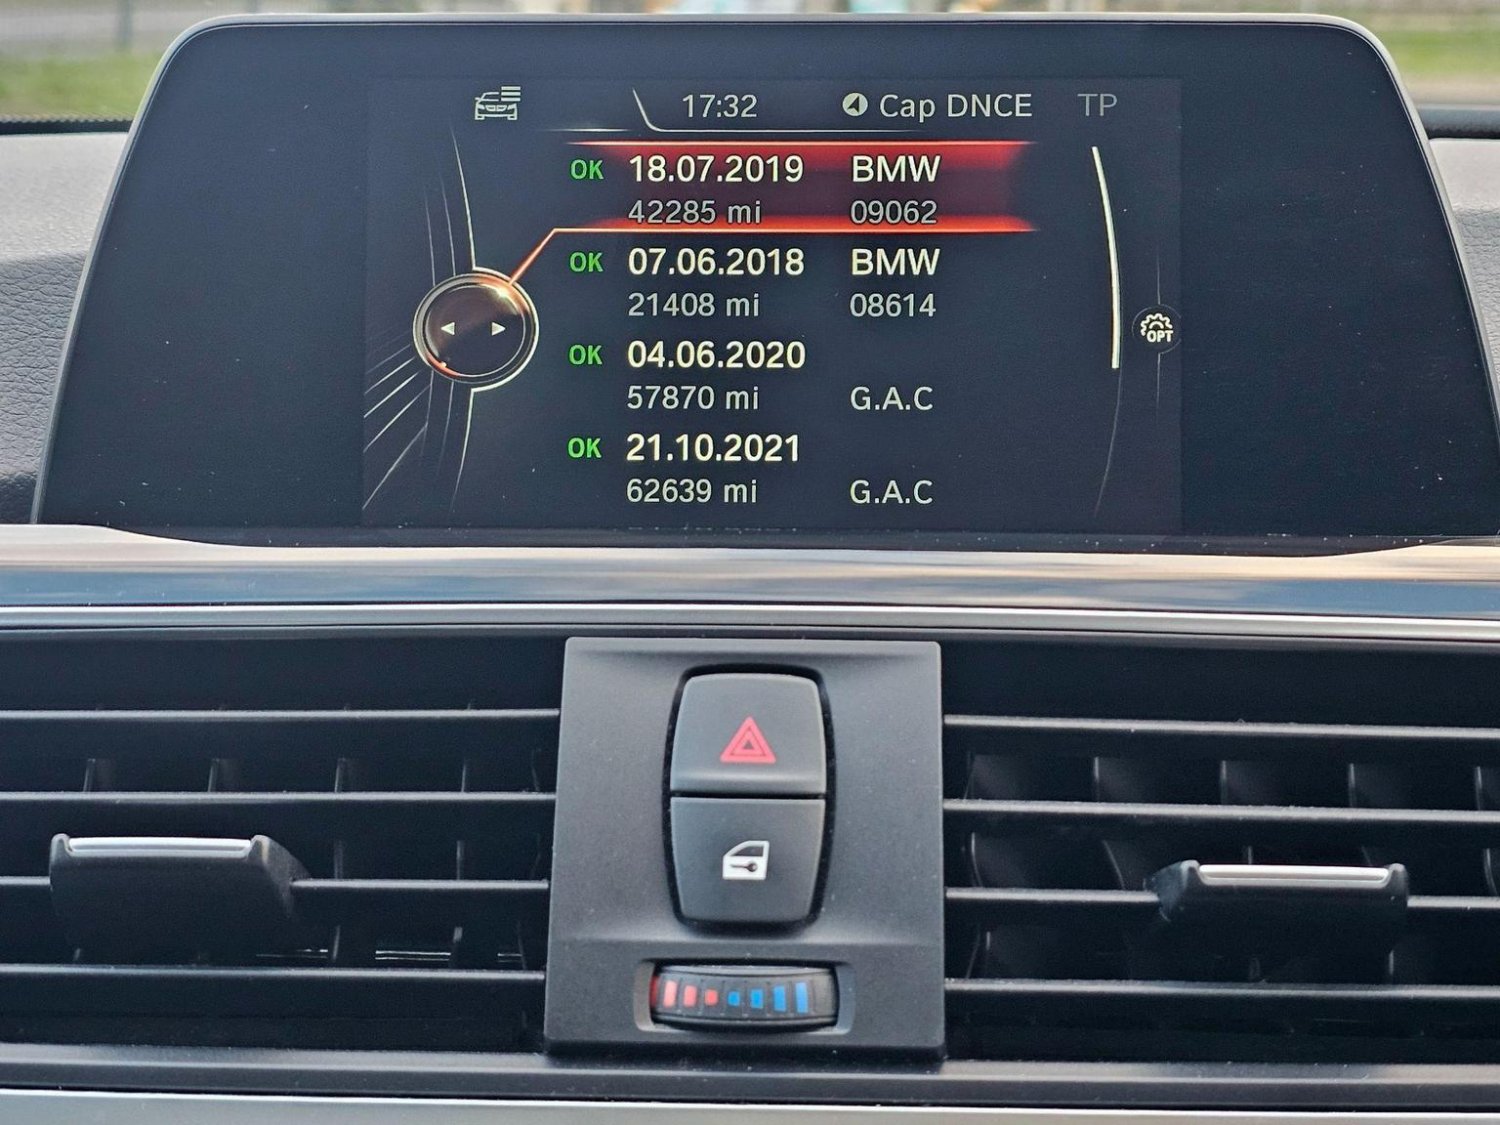 17:32 Cap DNCE TP
OK 18.07.2019 BMW
42285 mi 09062
OK 07.06.2018 BMW
21408 mi 08614
OPT
OK 04.06.2020
57870 mi G.A.C
OK 21.10.2021
62639 mi G.A.C